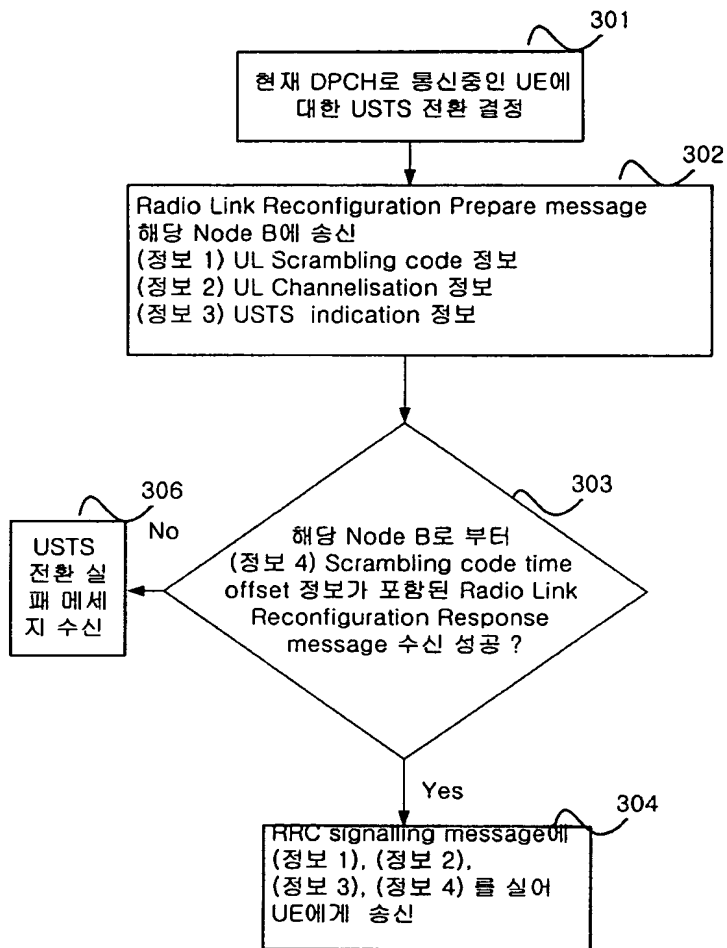 301
현재 DPCH로 통신중인 UE에
대한 USTS 전환 결정
302
Radio Link Reconfiguration Prepare message
해당 Node B에 송신
(정보 1) UL Scrambling code 정보
(정보 2) UL Channelisation 정보
(정보 3) USTS indication 정보
303
해당 Node B로 부터
(정보 4) Scrambling code time
offset 정보가 포함된 Radio Link
Reconfiguration Response
message 수신 성공 ?
306
No
USTS
전환 실
패 메세
지 수신
Yes
304
RRC signalling message에
(정보 1), (정보 2),
(정보 3), (정보 4) 를 실어
UE에게 송신